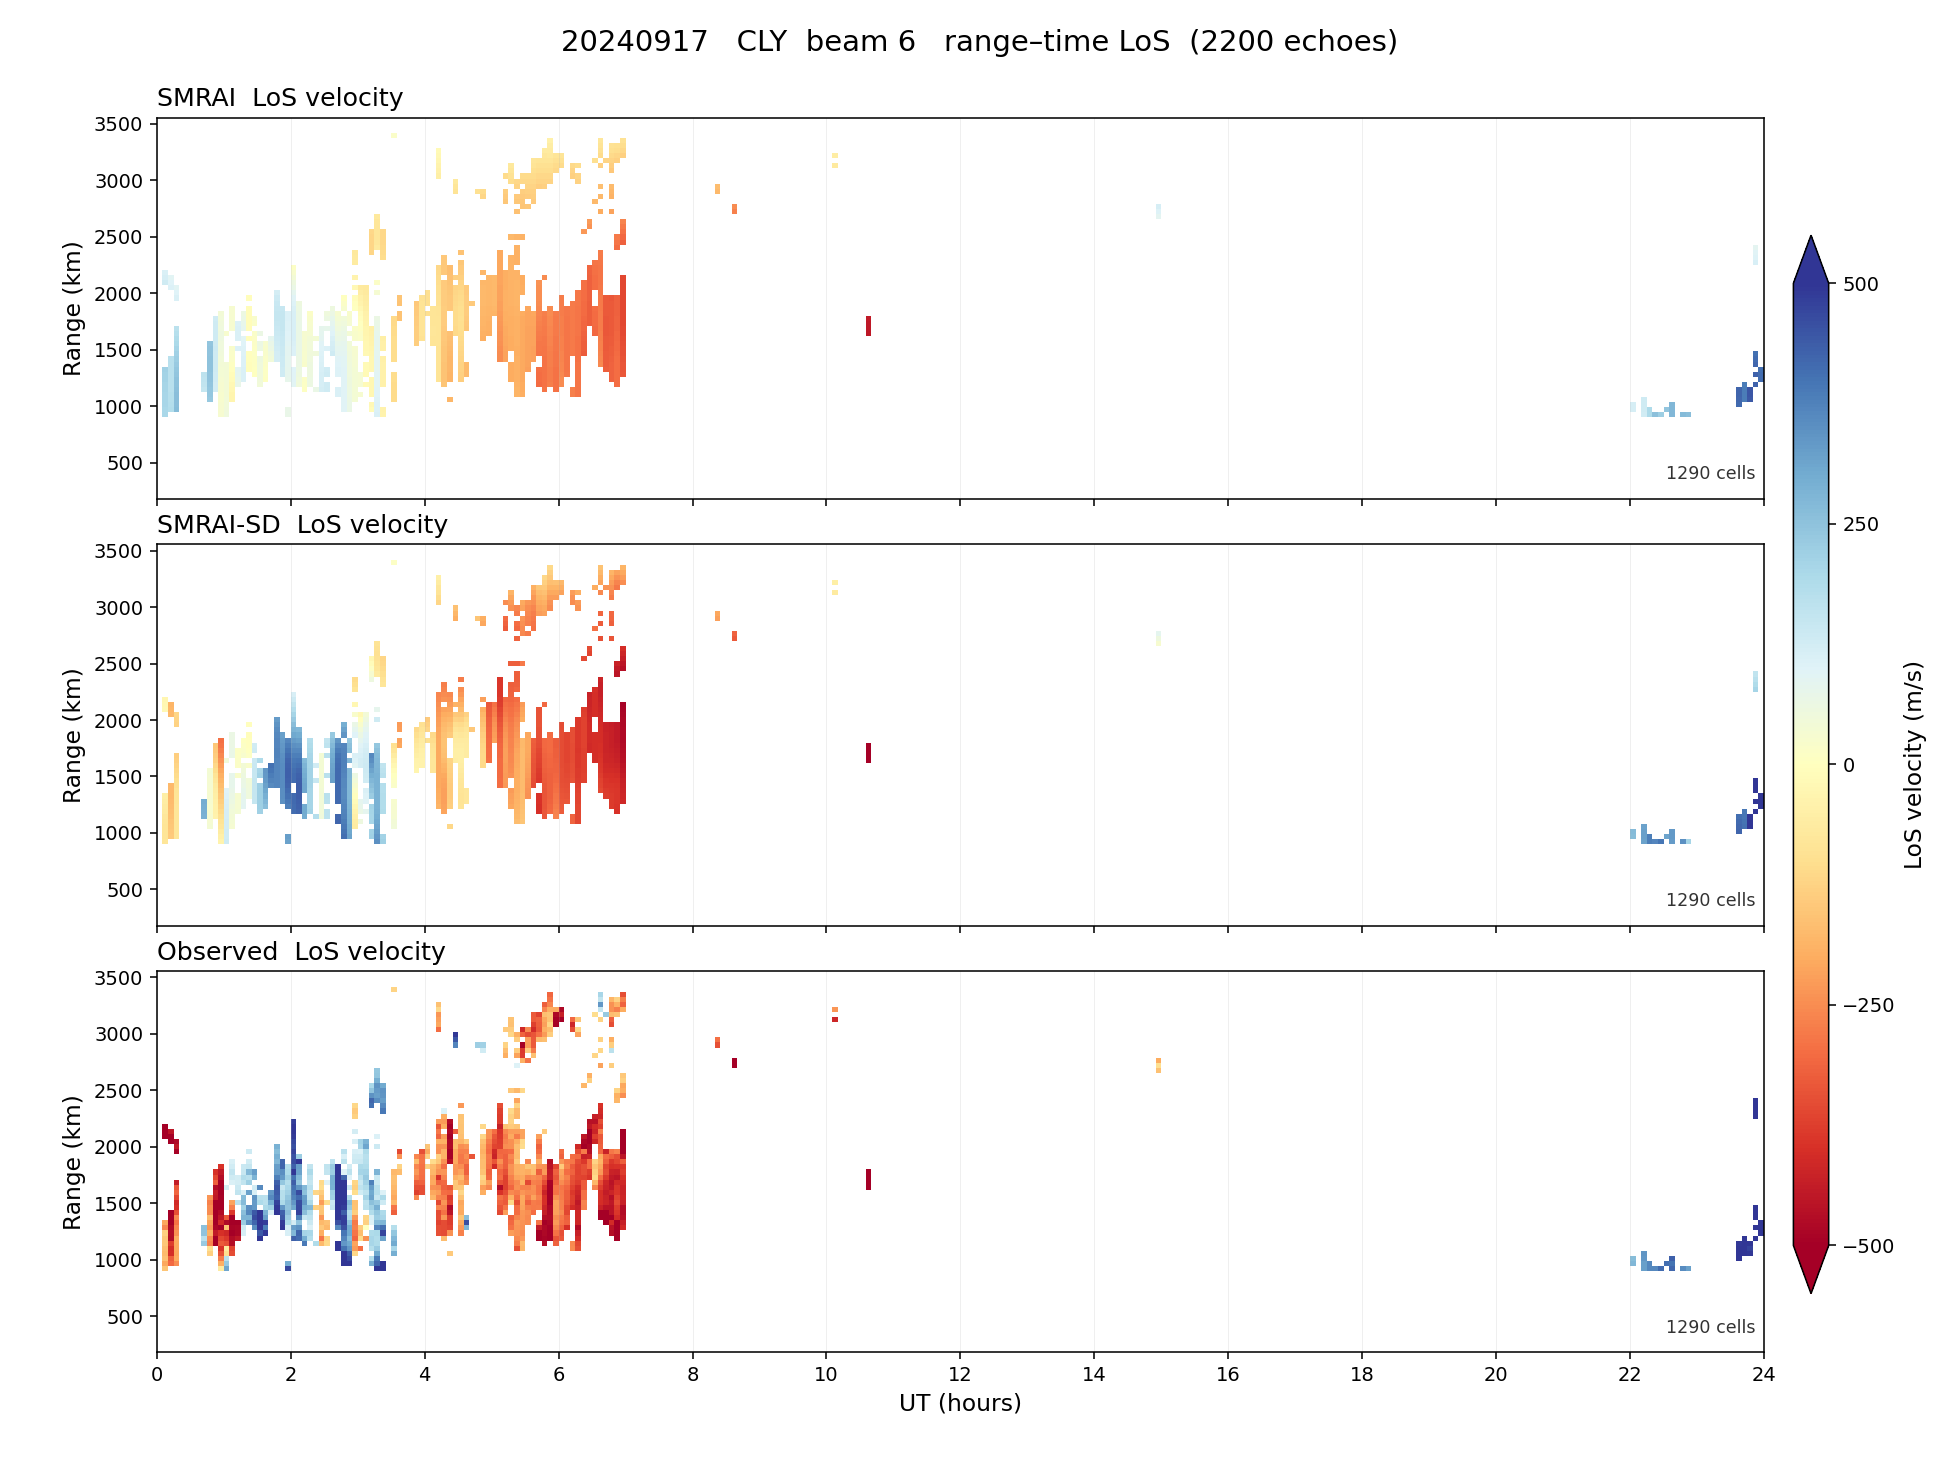 20240917   CLY  beam 6   range–time LoS  (2200 echoes)
SMRAI  LoS velocity
3500
3000
2500
2000
1500
1000
500
Range (km)
1290 cells
SMRAI-SD  LoS velocity
3500
3000
2500
2000
1500
1000
500
Range (km)
1290 cells
Observed  LoS velocity
3500
3000
2500
2000
1500
1000
500
Range (km)
1290 cells
0 2 4 6 8 10 12 14 16 18 20 22 24
UT (hours)
500
250
0
−250
−500
LoS velocity (m/s)